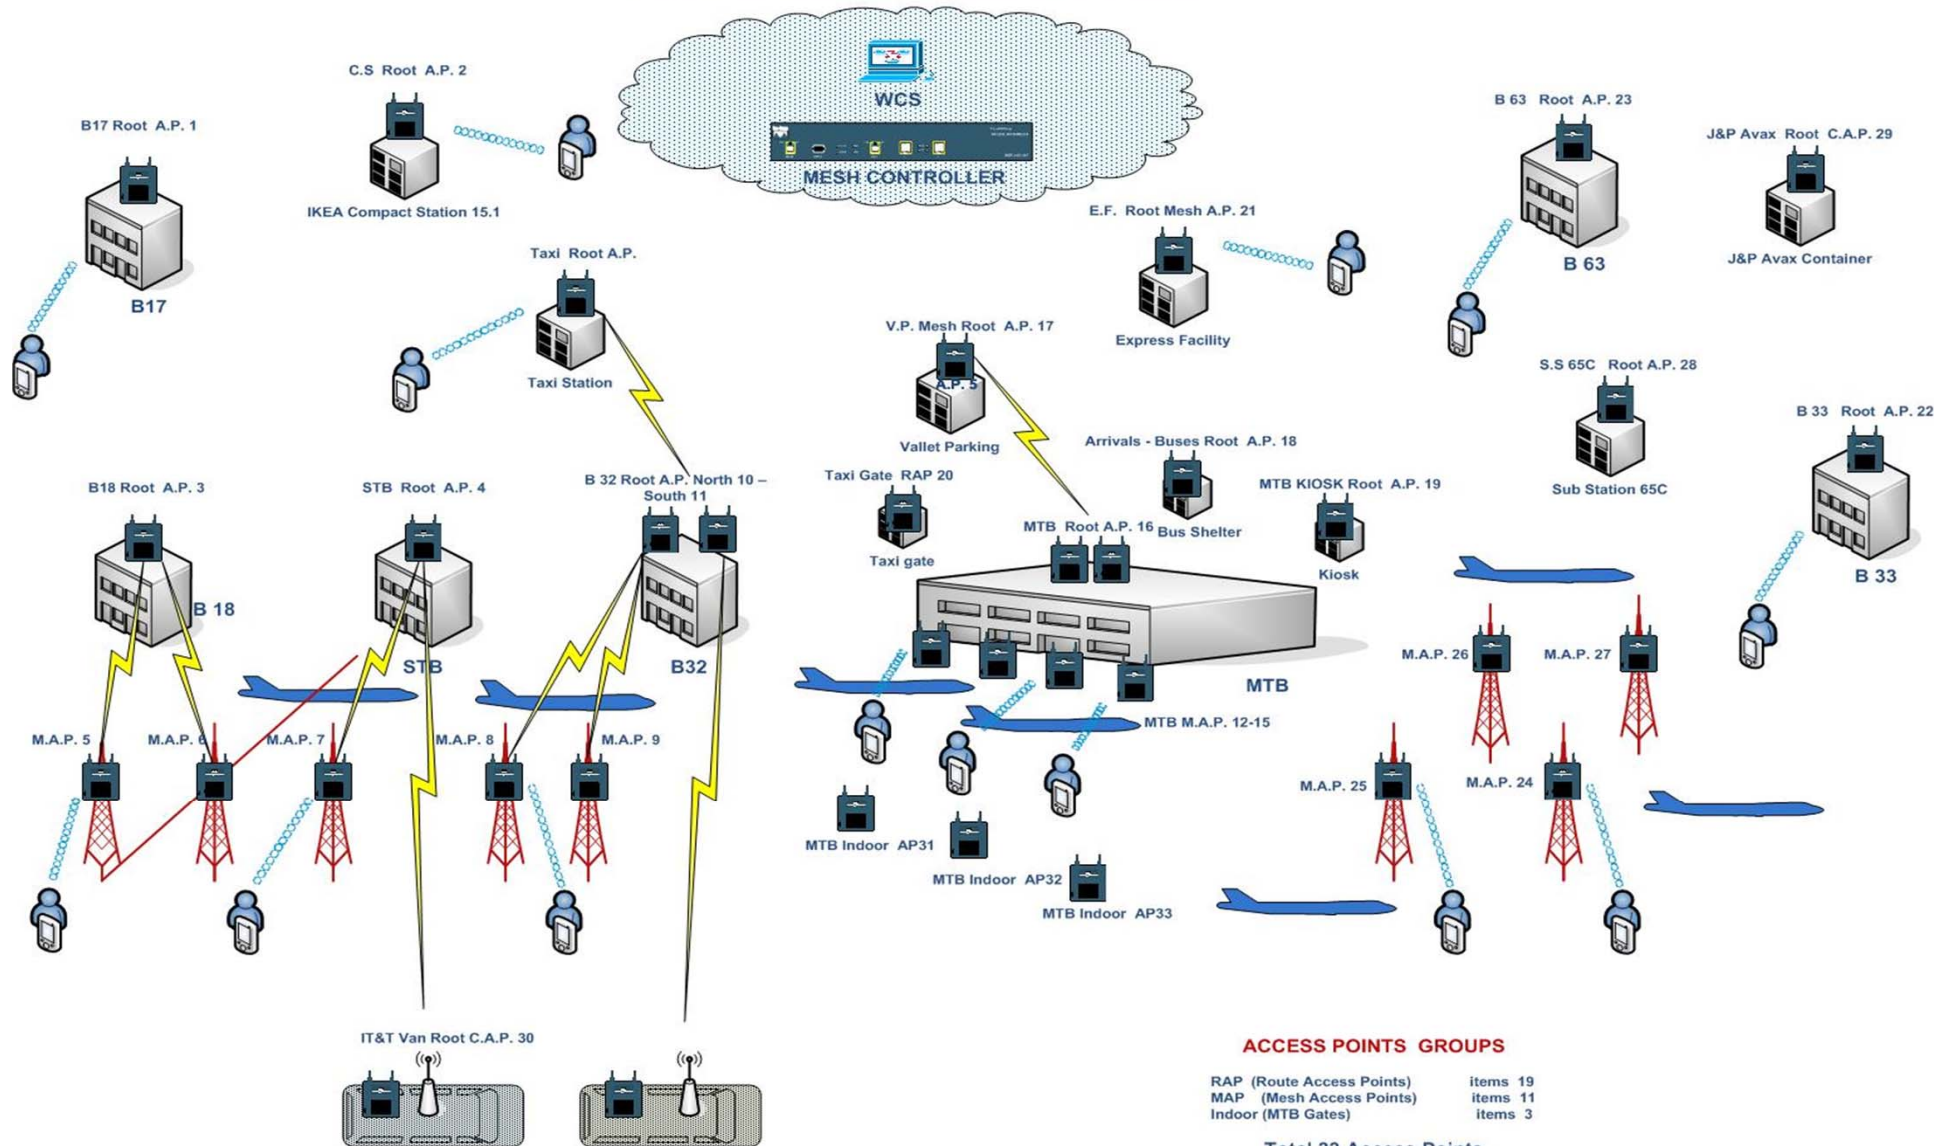 C.S Root A.P. 2
WCS
B17 Root A.P. 1
B 63 Root A.P. 23
J&P Avax Root C.A.P. 29
MESH CONTROLLER
IKEA Compact Station 15.1
E.F. Root Mesh A.P. 21
Taxi Root A.P.
B 63
J&P Avax Container
B17
V.P. Mesh Root A.P. 17
Express Facility
Taxi Station
A.P. 5
S.S 65C Root A.P. 28
B 33 Root A.P. 22
Vallet Parking
Arrivals - Buses Root A.P. 18
B18 Root A.P. 3
STB Root A.P. 4
B 32 Root A.P. North 10 –
South 11
Taxi Gate RAP 20
MTB KIOSK Root A.P. 19
Sub Station 65C
MTB Root A.P. 16
Bus Shelter
Taxi gate
Kiosk
B 33
B 18
STB
B32
MTB
M.A.P. 26
M.A.P. 27
MTB M.A.P. 12-15
M.A.P. 5
M.A.P. 6
M.A.P. 7
M.A.P. 8
M.A.P. 9
M.A.P. 25
M.A.P. 24
MTB Indoor AP31
MTB Indoor AP32
MTB Indoor AP33
IT&T Van Root C.A.P. 30
ACCESS POINTS GROUPS
RAP (Route Access Points) items 19
MAP (Mesh Access Points) items 11
Indoor (MTB Gates) items 3
Total 33 Access Points